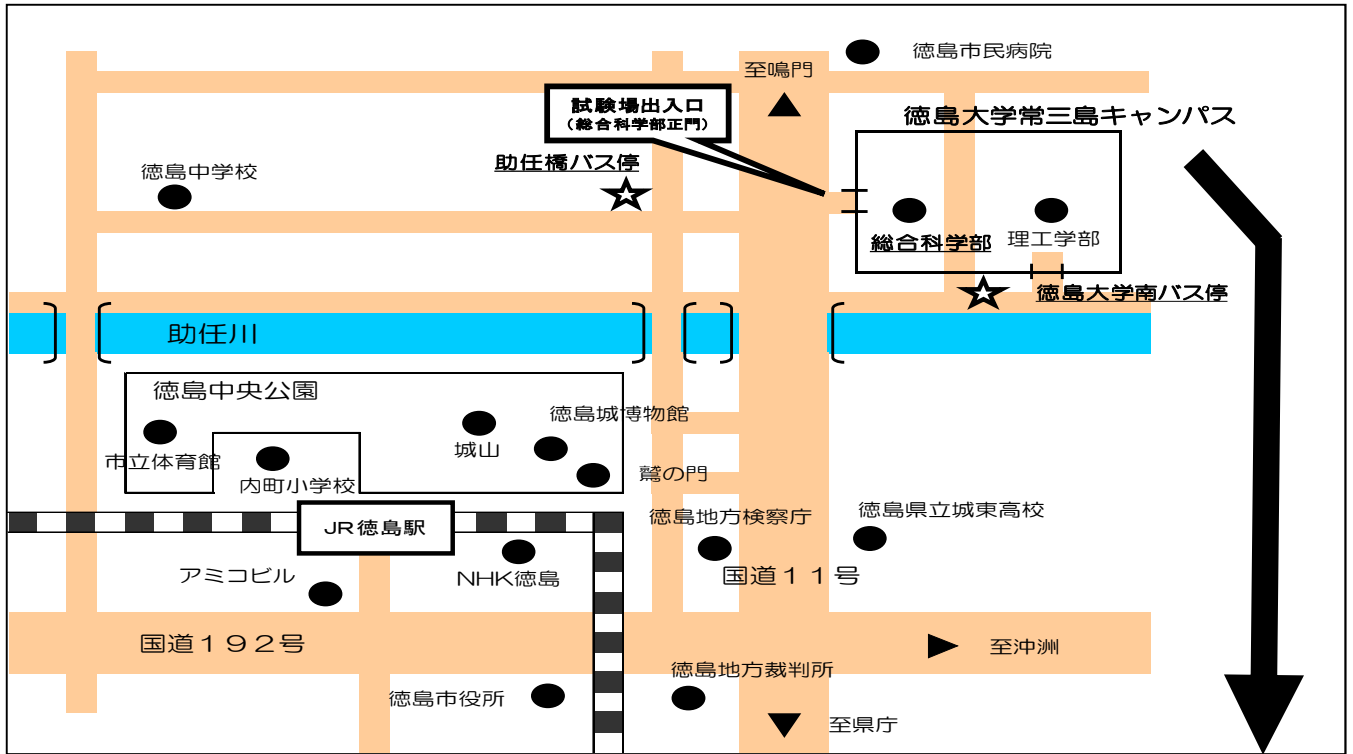 徳島市民病院
至鳴門
試験場出入口
（総合科学部正門）
徳島大学常三島キャンパス
助任橋バス停
徳島中学校
総合科学部
理工学部
徳島大学南バス停
助任川
徳島中央公園
徳島城博物館
城山
市立体育館
内町小学校
鷲の門
JR徳島駅
徳島地方検察庁
徳島県立城東高校
アミコビル
NHK徳島
国道１１号
国道１９２号
至沖洲
徳島地方裁判所
徳島市役所
至県庁